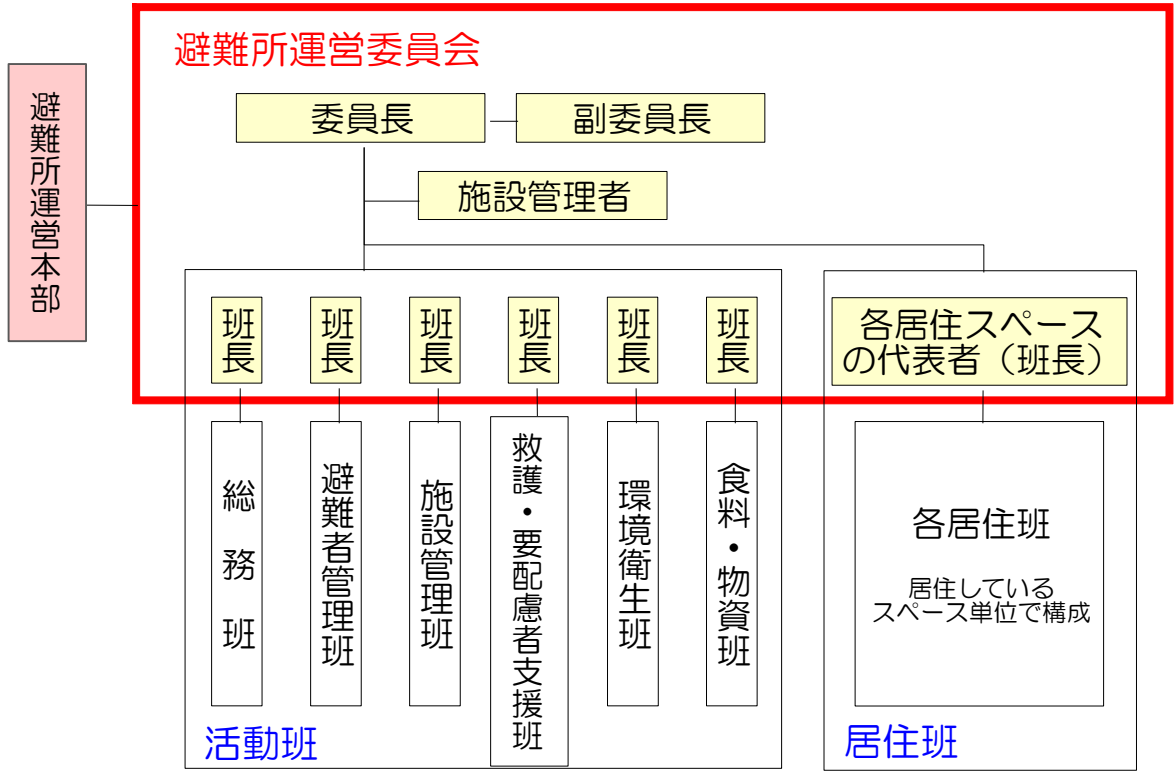 避難所運営委員会
避難所運営本部
委員長
副委員長
施設管理者
班長
班長
班長
班長
班長
班長
各居住スペース
の代表者（班長）
総務班
避難者管理班
施設管理班
救護・要配慮者支援班
環境衛生班
食料・物資班
各居住班
居住している
スペース単位で構成
活動班
居住班